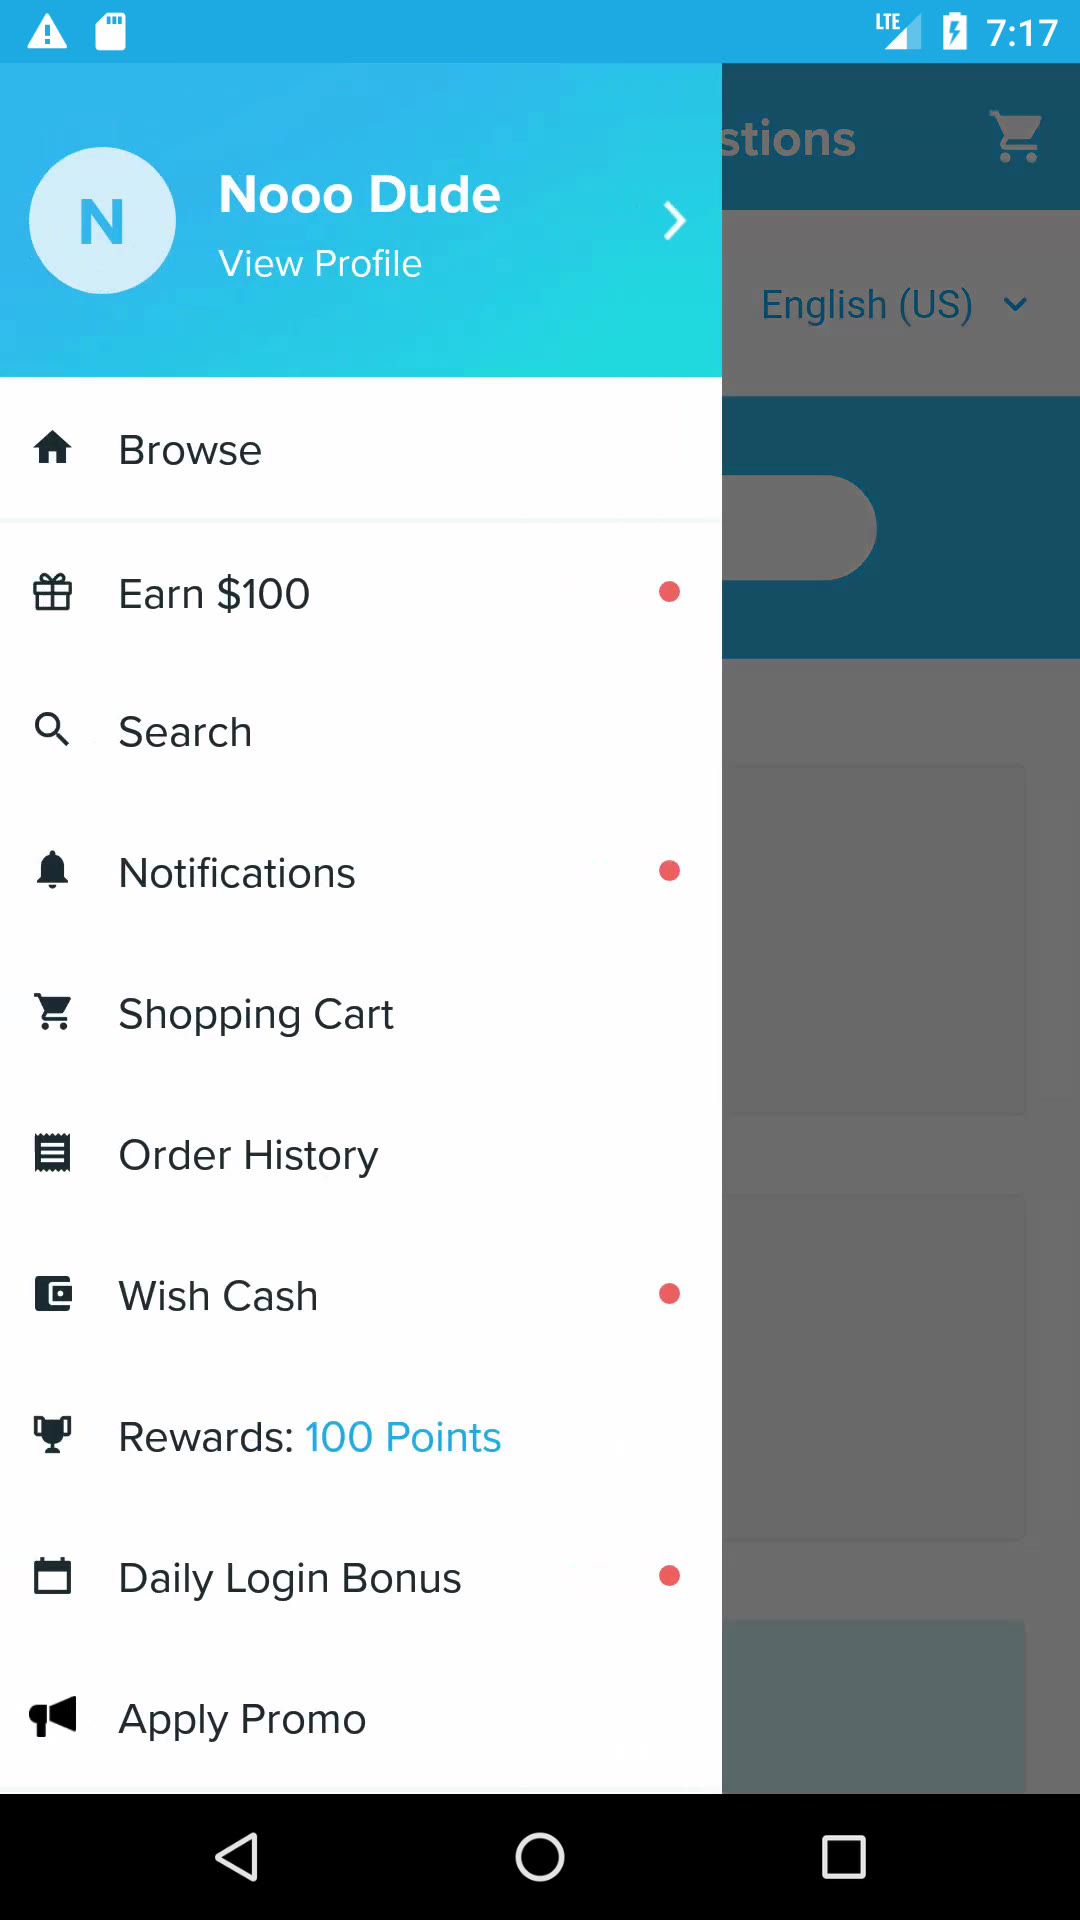 LTE 7:17
stions
N
Nooo Dude
View Profile
English (US)
Browse
Earn $100
Search
Notifications
Shopping Cart
Order History
Wish Cash
Rewards: 100 Points
Daily Login Bonus
Apply Promo